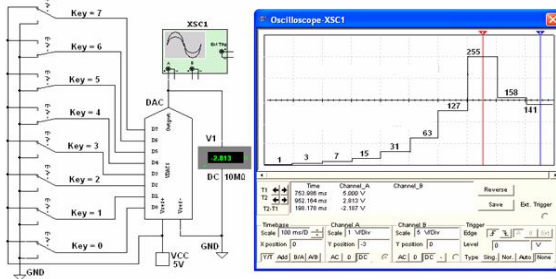 Key = 7
Key = 6
Key = 5
Key = 4
Key = 3
Key = 2
Key = 1
Key = 0
GND
XSC1
A
B
DAC
Output
D7
D6
D5
D4
D3
D2
D1
D0
VDAC
Vref+
Vref-
V1
-2.813
DC 10MΩ
VCC
5V
GND
Oscilloscope-XSC1
1
3
7
15
31
63
127
255
158
141
Time Channel_A Channel_B
T1 753.986 ms 5.000 V
T2 952.164 ms 2.813 V
T2-T1 198.178 ms -2.187 V
Reverse
Save
Ext. Trigger
Timebase
Scale 100 ms/D
X position 0
Y/T Add B/A A/B
Channel A
Scale 1 V/Div
Y position -3
AC 0 DC
Channel B
Scale 5 V/Div
Y position 0
AC 0 DC -
Trigger
Edge
Level 0 V
Type Sing. Nor. Auto None